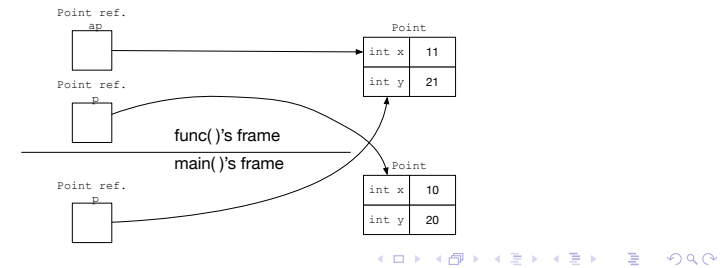 Point ref.
ap
Point
int x 11
int y 21
Point ref.
p
func()'s frame
main()'s frame
Point
int x 10
int y 20
Point ref.
p